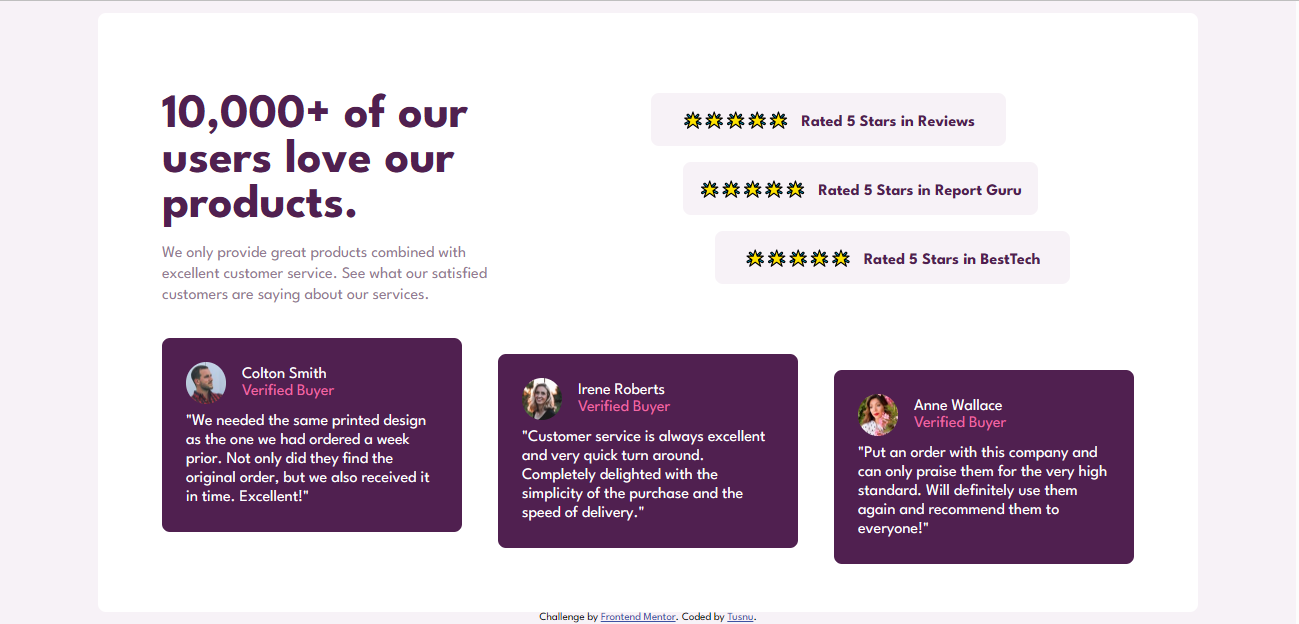 10,000+ of our
users love our
products.
We only provide great products combined with
excellent customer service. See what our satisfied
customers are saying about our services.
Rated 5 Stars in Reviews
Rated 5 Stars in Report Guru
Rated 5 Stars in BestTech
Colton Smith
Verified Buyer
"We needed the same printed design
as the one we had ordered a week
prior. Not only did they find the
original order, but we also received it
in time. Excellent!"
Irene Roberts
Verified Buyer
"Customer service is always excellent
and very quick turn around.
Completely delighted with the
simplicity of the purchase and the
speed of delivery."
Anne Wallace
Verified Buyer
"Put an order with this company and
can only praise them for the very high
standard. Will definitely use them
again and recommend them to
everyone!"
Challenge by Frontend Mentor. Coded by Tusnu.